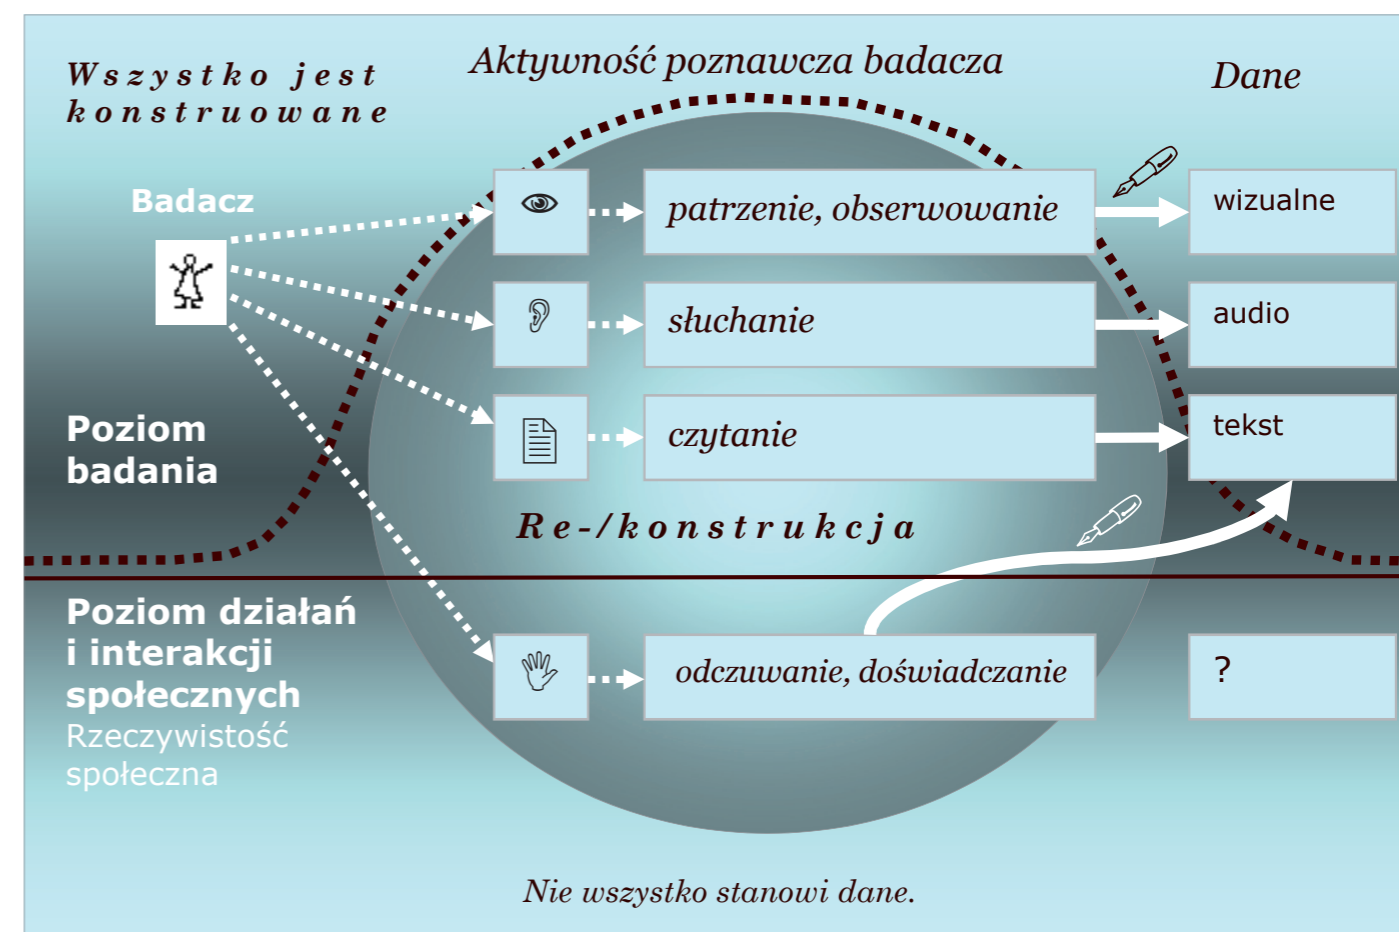 Wszystko jest
konstruowane
Aktywność poznawcza badacza
Dane
Badacz
patrzenie, obserwowanie
wizualne
słuchanie
audio
Poziom
badania
czytanie
tekst
Re-/konstrukcja
Poziom działań
i interakcji
społecznych
Rzeczywistość
społeczna
odczuwanie, doświadczanie
?
Nie wszystko stanowi dane.